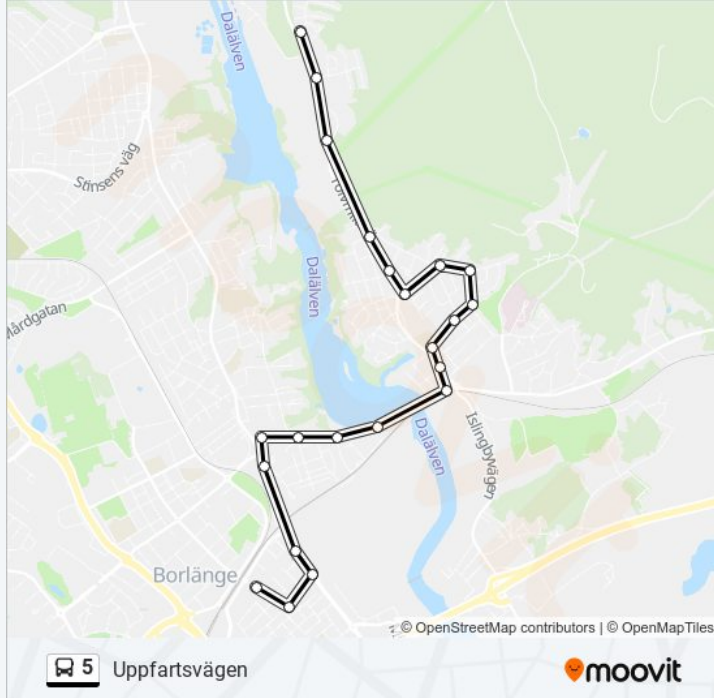 Dalälven
Stinsens väg
Dalälven
Mårdgatan
Islingbyvägen
Dalälven
Borlänge
© OpenStreetMap contributors | © OpenMapTiles
5 Uppfartsvägen
moovit